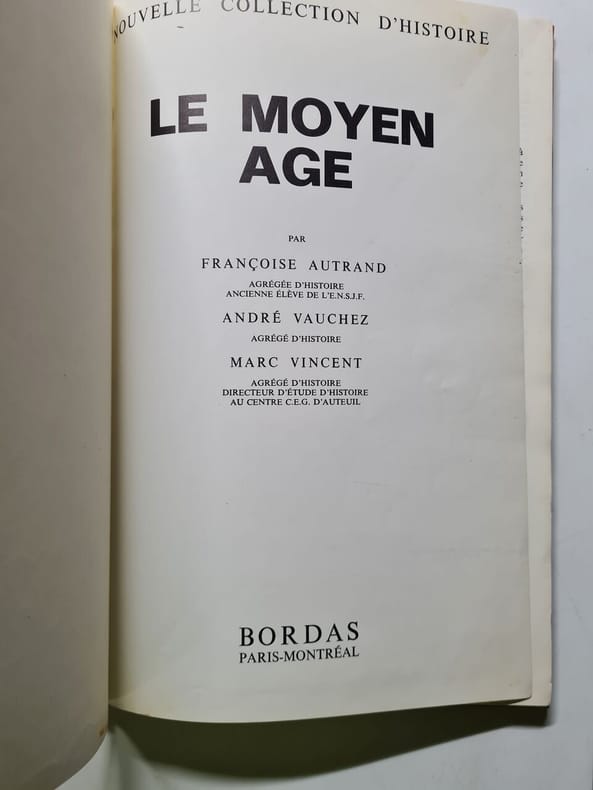 NOUVELLE COLLECTION D'HISTOIRE
LE MOYEN
AGE
PAR
FRANÇOISE AUTRAND
AGRÉGÉE D'HISTOIRE
ANCIENNE ÉLÈVE DE L'E.N.S.J.F.
ANDRÉ VAUCHEZ
AGRÉGÉ D'HISTOIRE
MARC VINCENT
AGRÉGÉ D'HISTOIRE
DIRECTEUR D'ÉTUDE D'HISTOIRE
AU CENTRE C.E.G. D'AUTEUIL
BORDAS
PARIS-MONTRÉAL